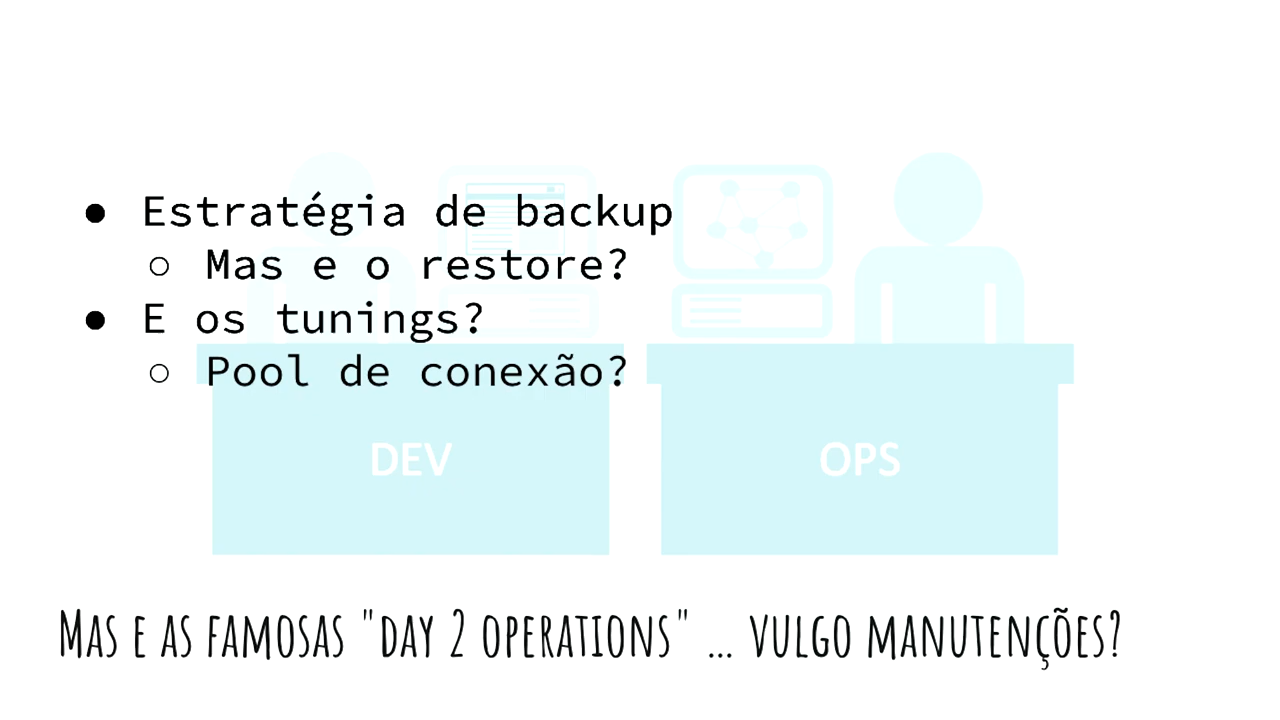 ● Estratégia de backup
○ Mas e o restore?
● E os tunings?
○ Pool de conexão?
DEV
OPS
Mas e as famosas "day 2 operations" ... vulgo manutenções?